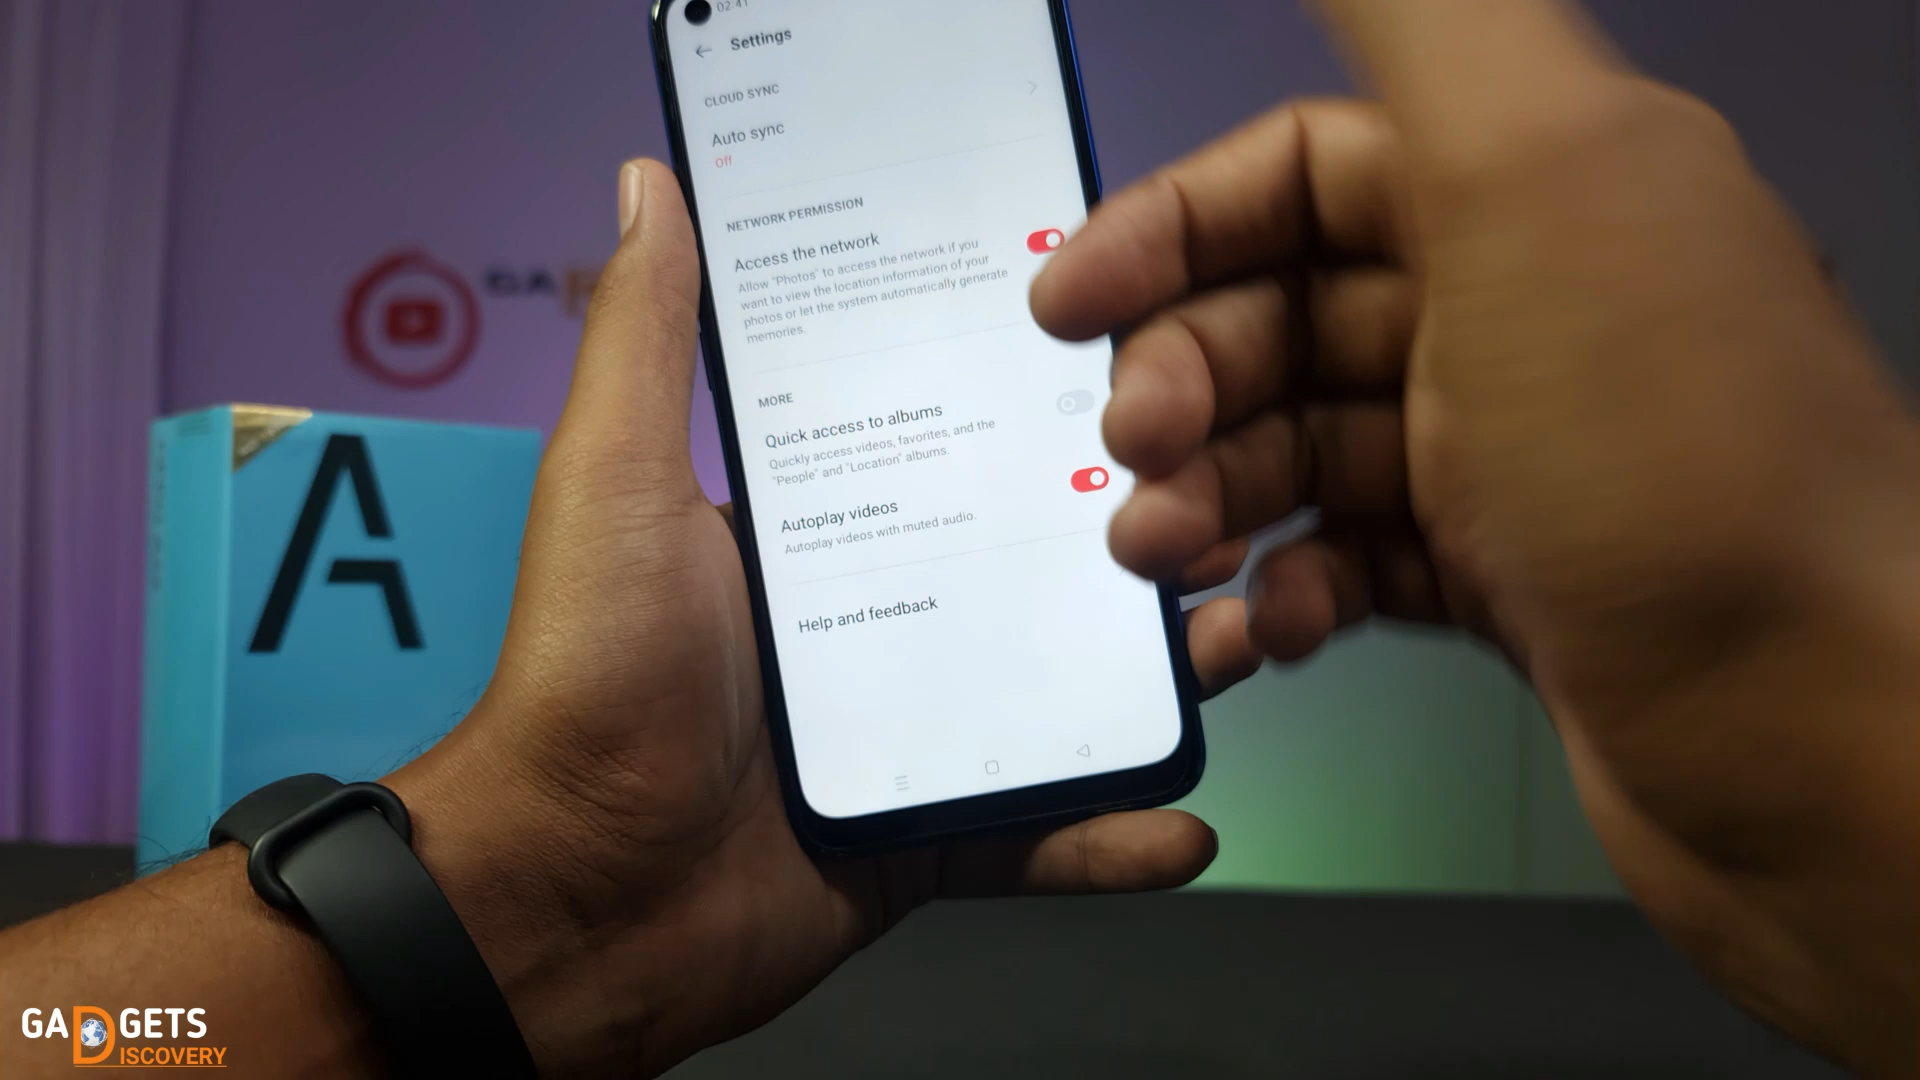 02:41
Settings
CLOUD SYNC
Auto sync
Off
NETWORK PERMISSION
Access the network
Allow "Photos" to access the network if you
want to view the location information of your
photos or let the system automatically generate
memories.
MORE
Quick access to albums
Quickly access videos, favorites, and the
"People" and "Location" albums.
Autoplay videos
Autoplay videos with muted audio.
Help and feedback
GA
A
GADGETS
DISCOVERY